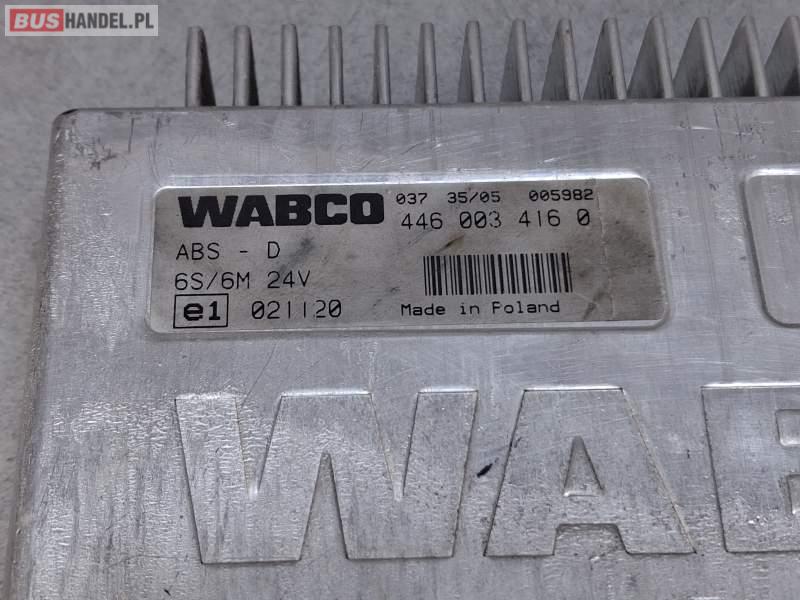 BUSHANDEL.PL
WABCO 037 35/05 005982
446 003 416 0
ABS - D
6S/6M 24V
e1 021120 Made in Poland
WAB